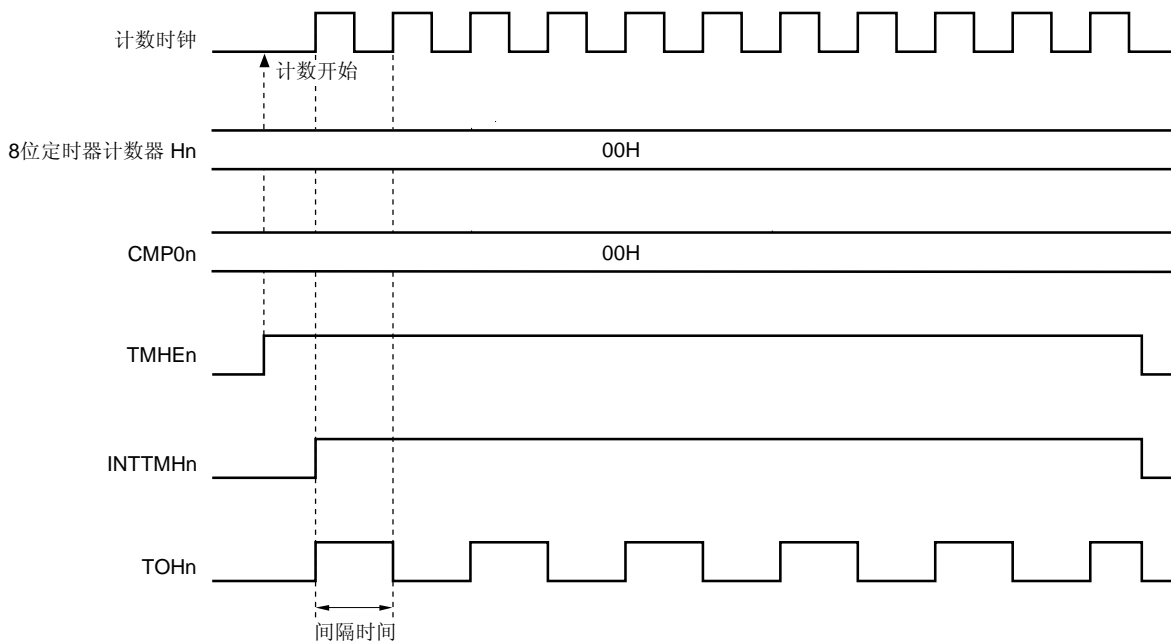 计数时钟
计数开始
8位定时器计数器 Hn
00H
CMP0n
00H
TMHEn
INTTMHn
TOHn
间隔时间